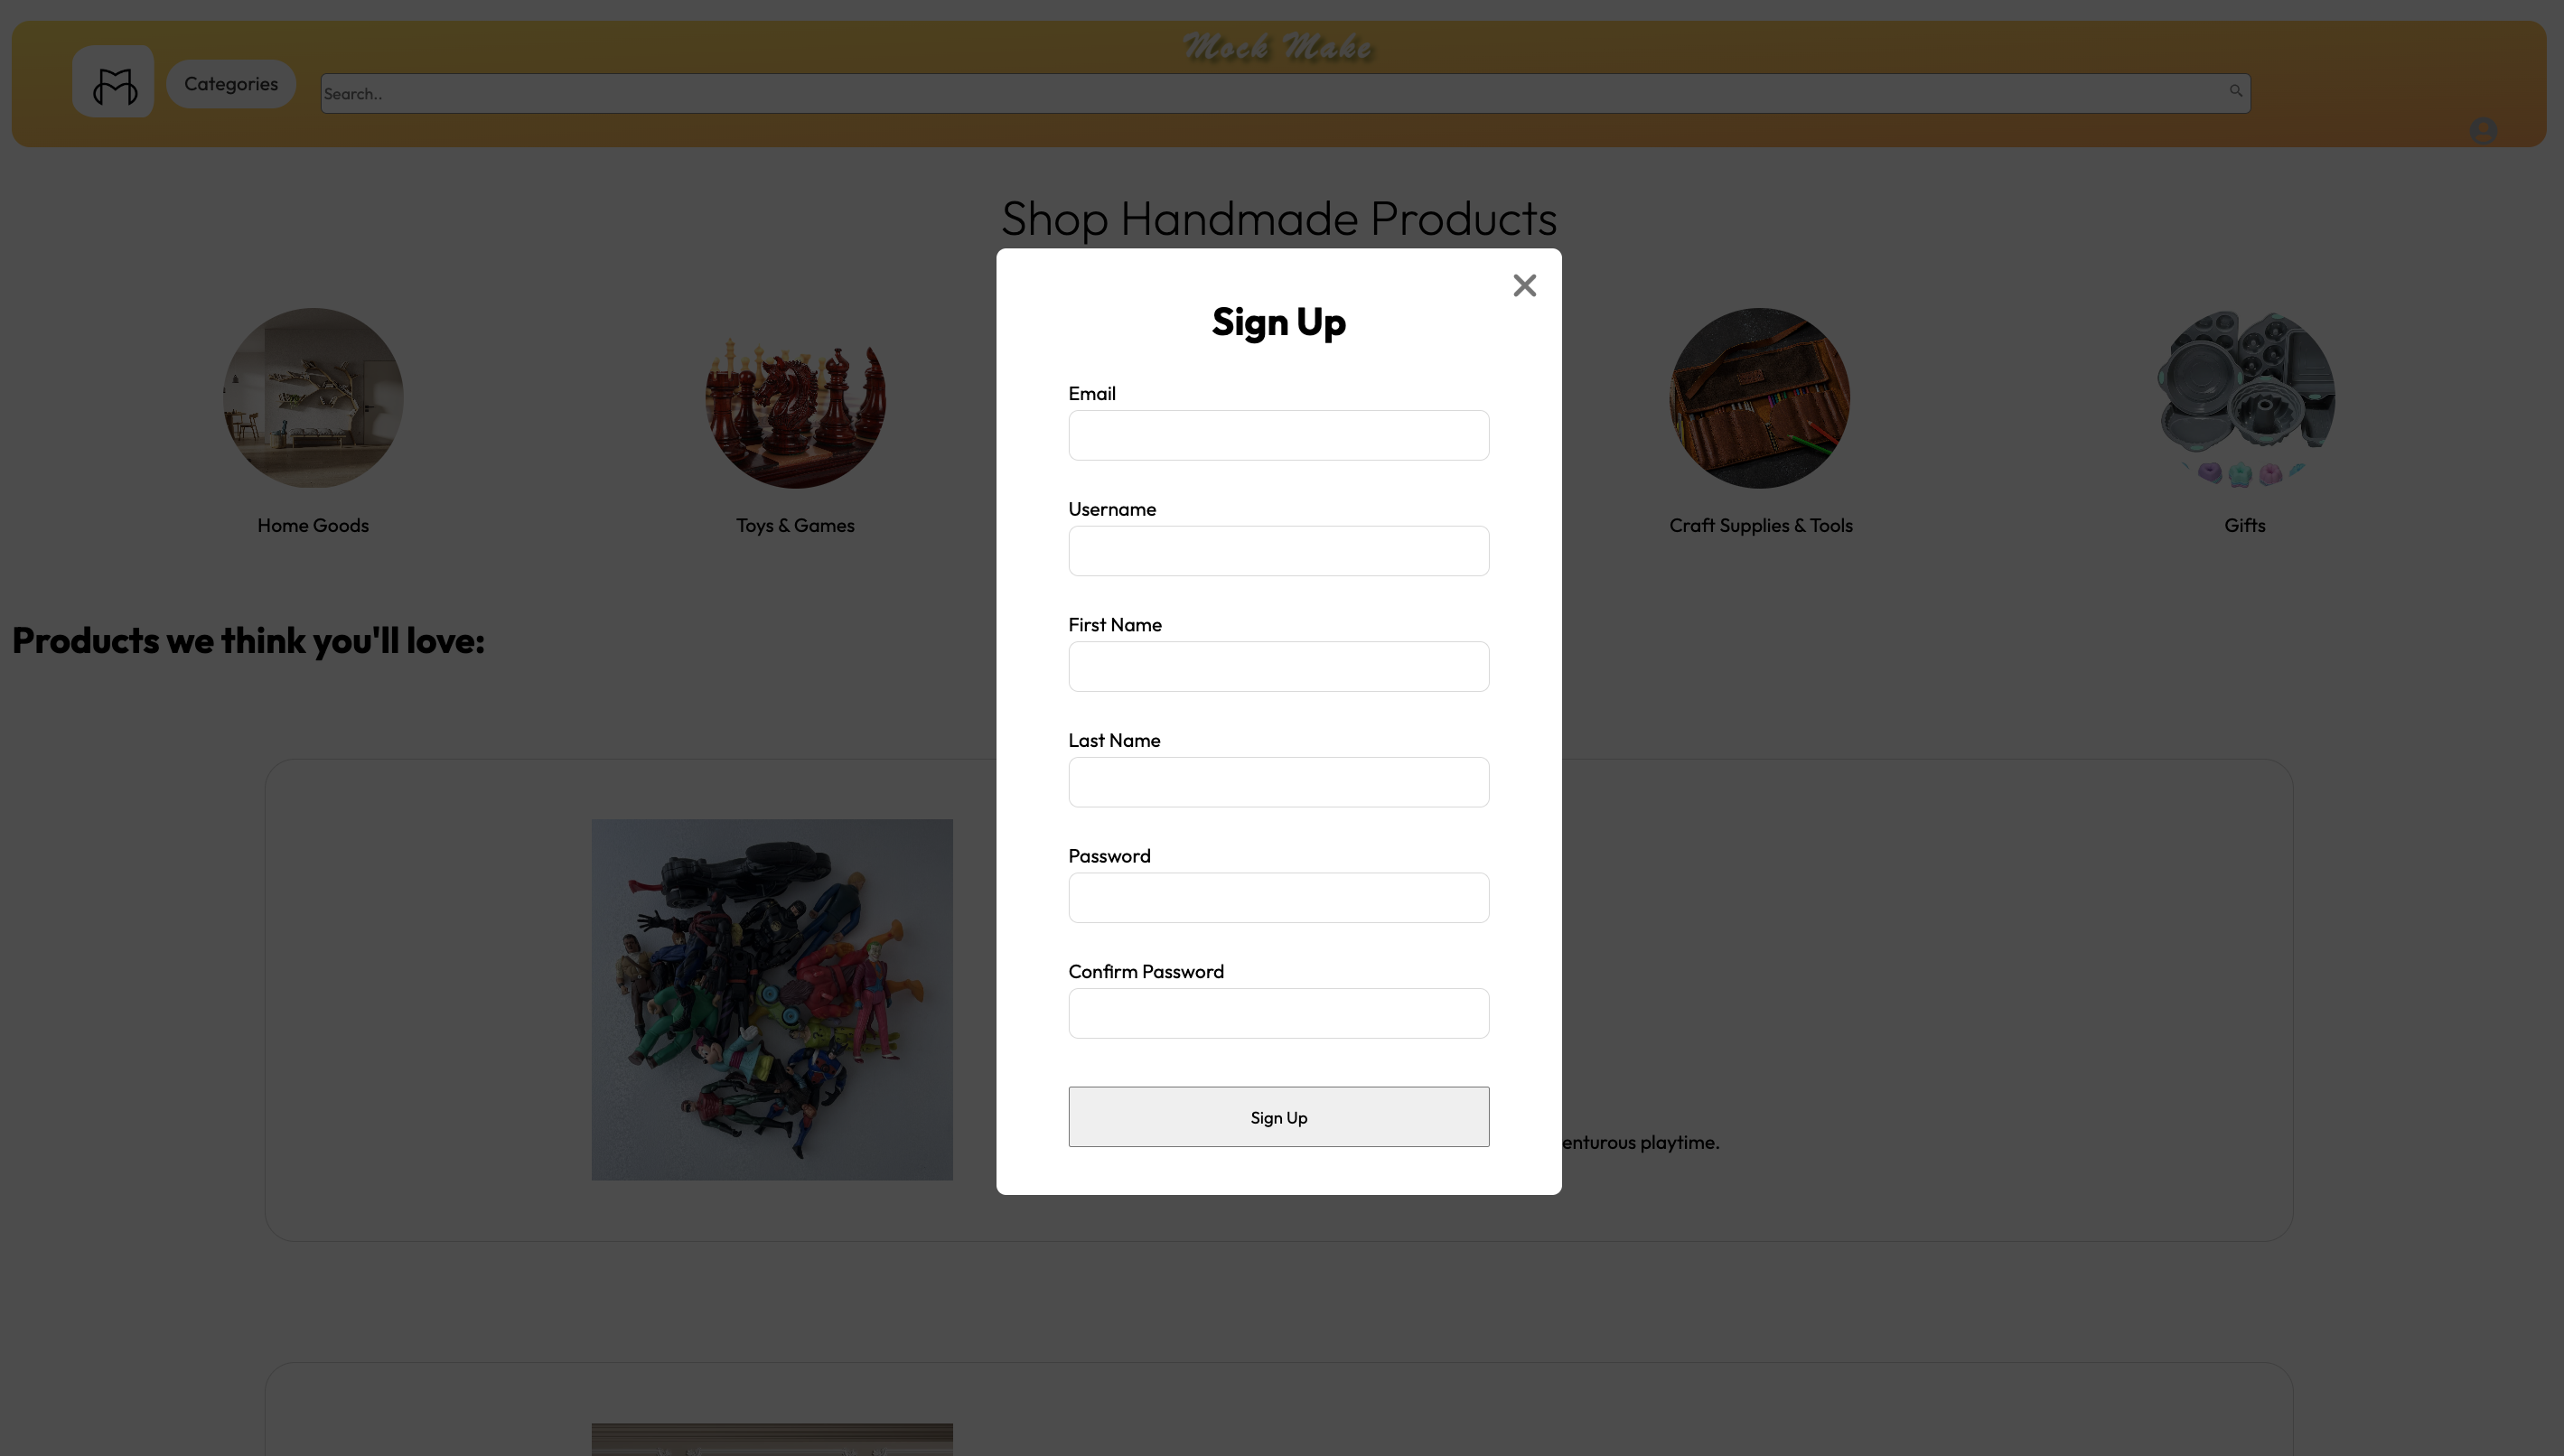 Mock Make
Categories
Search..
Shop Handmade Products
Home Goods
Toys & Games
Craft Supplies & Tools
Gifts
Products we think you'll love:
Sign Up
Email
Username
First Name
Last Name
Password
Confirm Password
Sign Up
enturous playtime.